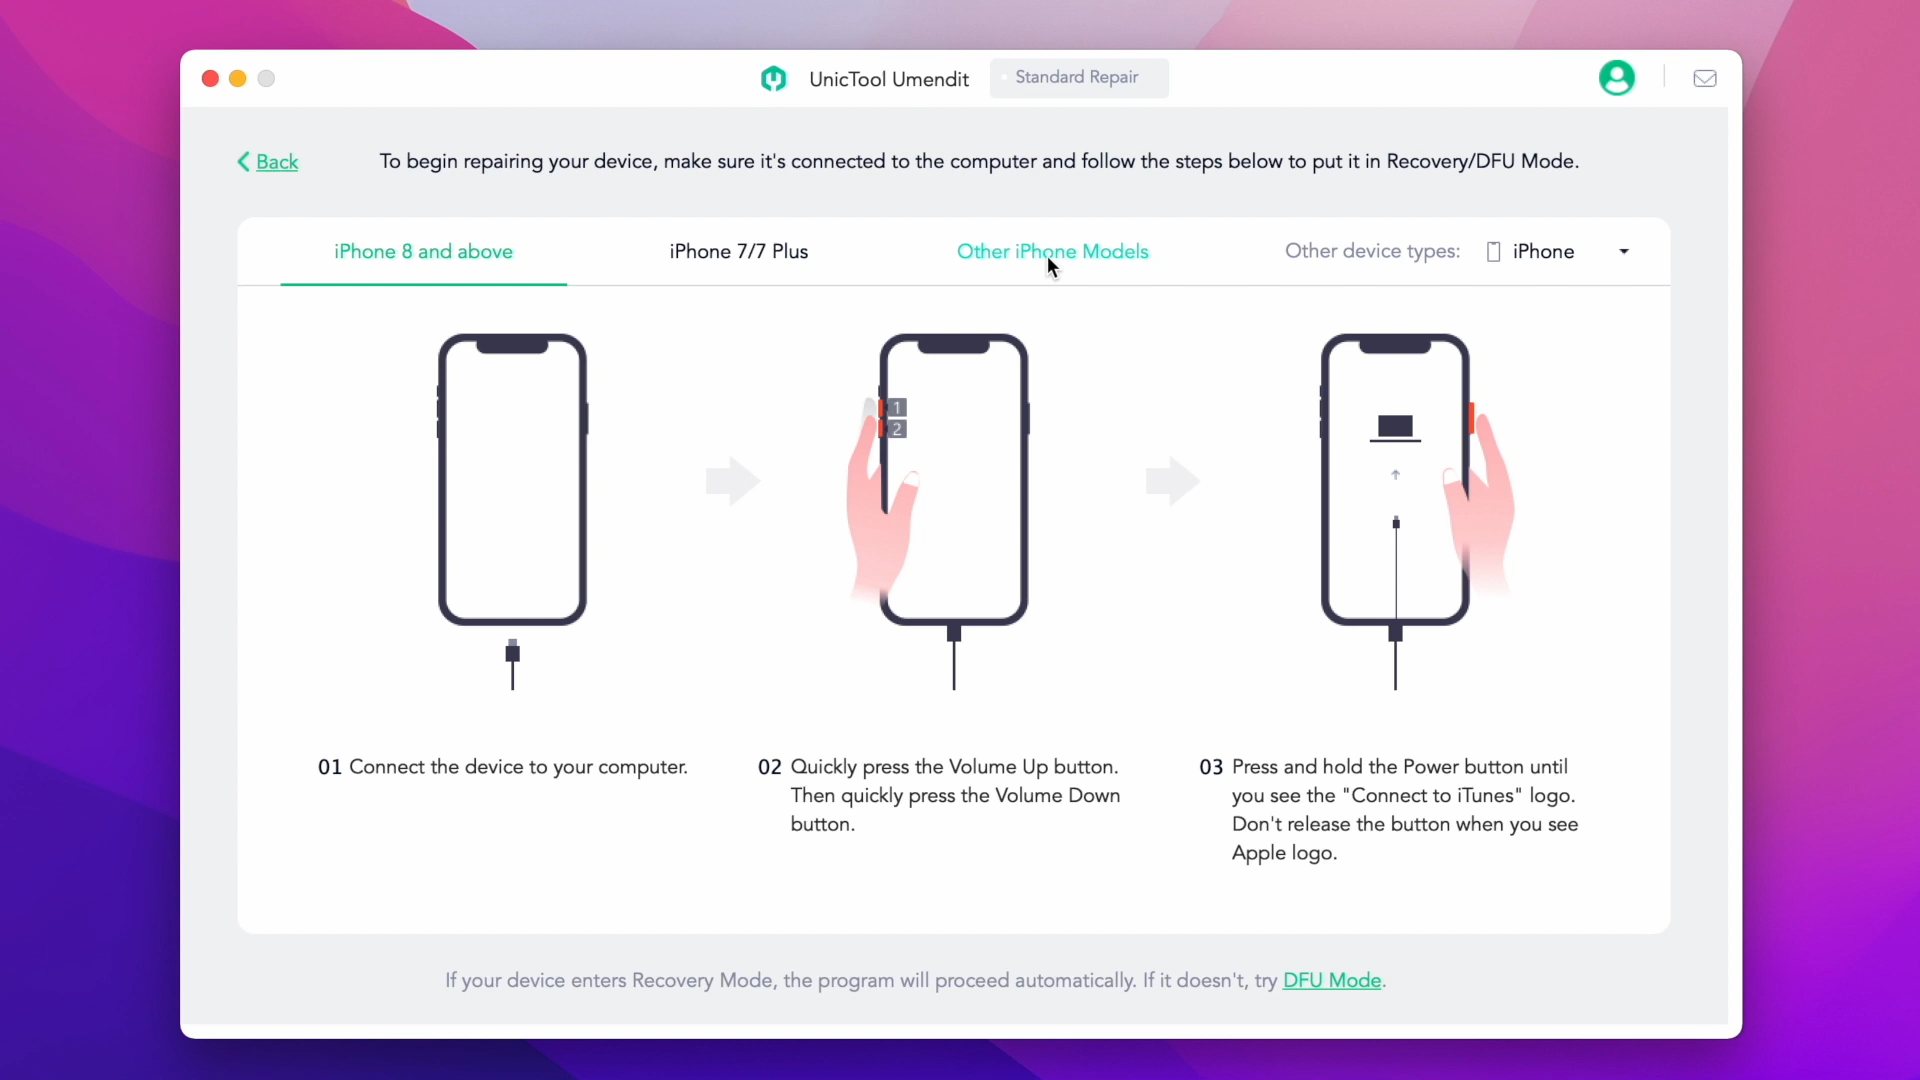 UnicTool Umendit
Standard Repair
Back
To begin repairing your device, make sure it's connected to the computer and follow the steps below to put it in Recovery/DFU Mode.
iPhone 8 and above
iPhone 7/7 Plus
Other iPhone Models
Other device types:
iPhone
1
2
01 Connect the device to your computer.
02 Quickly press the Volume Up button.
Then quickly press the Volume Down
button.
03 Press and hold the Power button until
you see the "Connect to iTunes" logo.
Don't release the button when you see
Apple logo.
If your device enters Recovery Mode, the program will proceed automatically. If it doesn't, try DFU Mode.